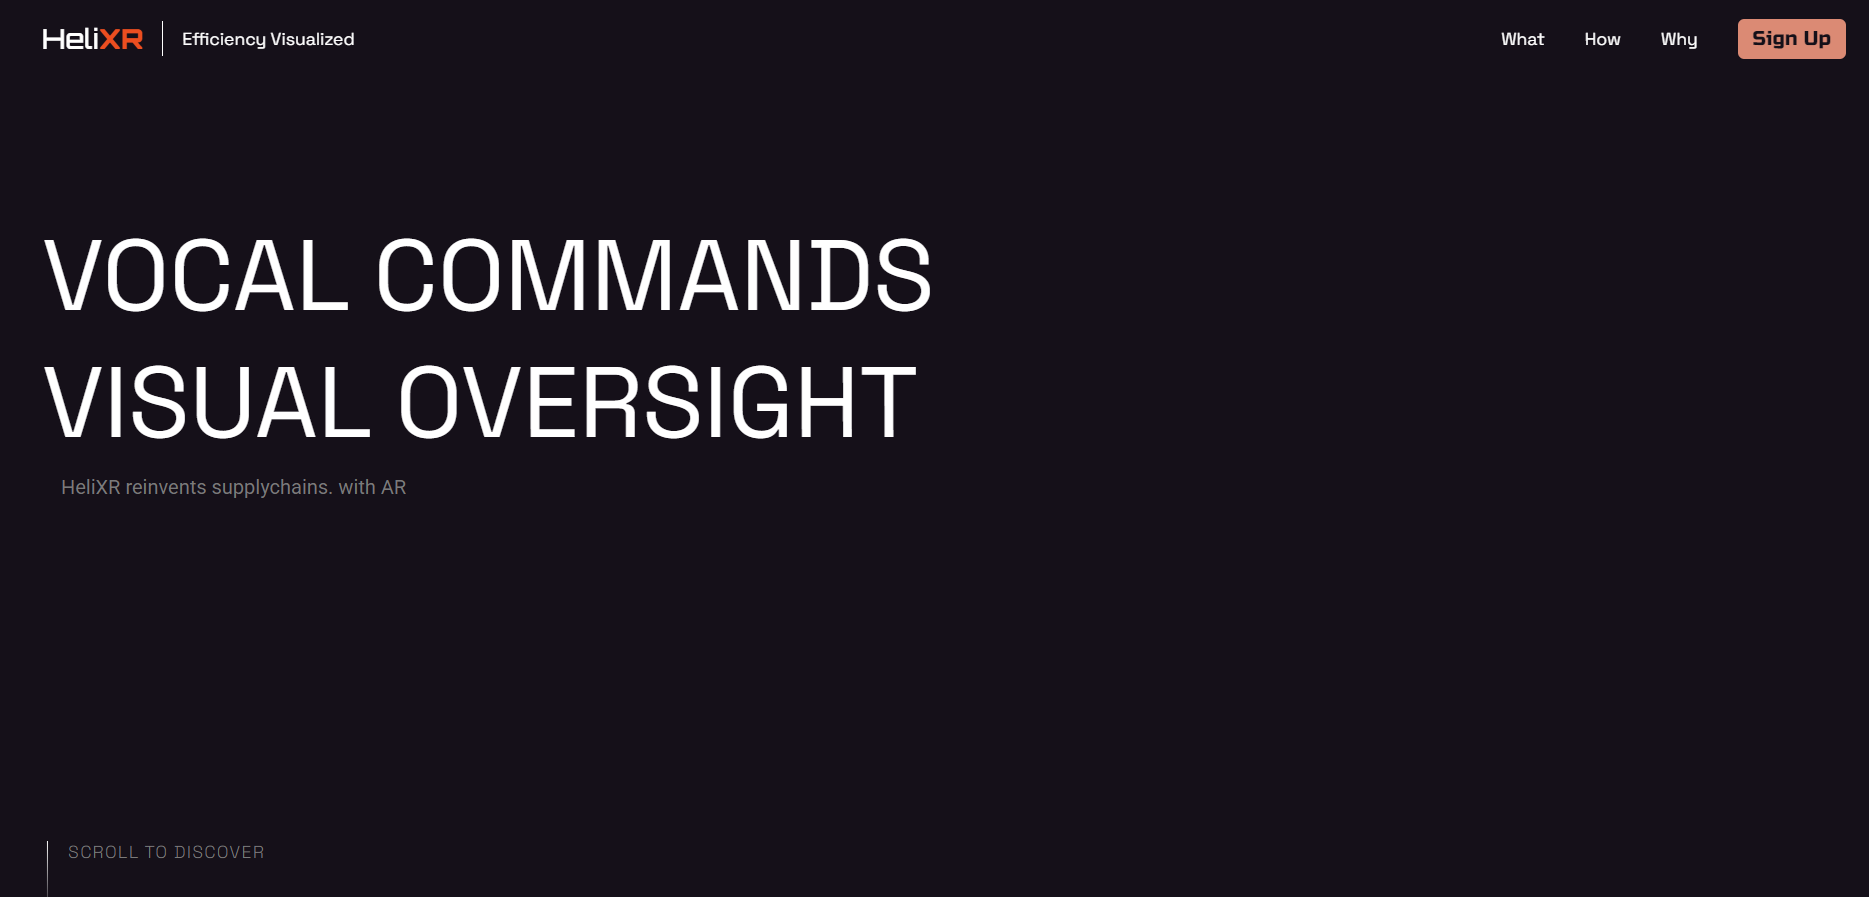 HeliXR
Efficiency Visualized
What
How
Why
Sign Up
VOCAL COMMANDS
VISUAL OVERSIGHT
HeliXR reinvents supplychains. with AR
SCROLL TO DISCOVER